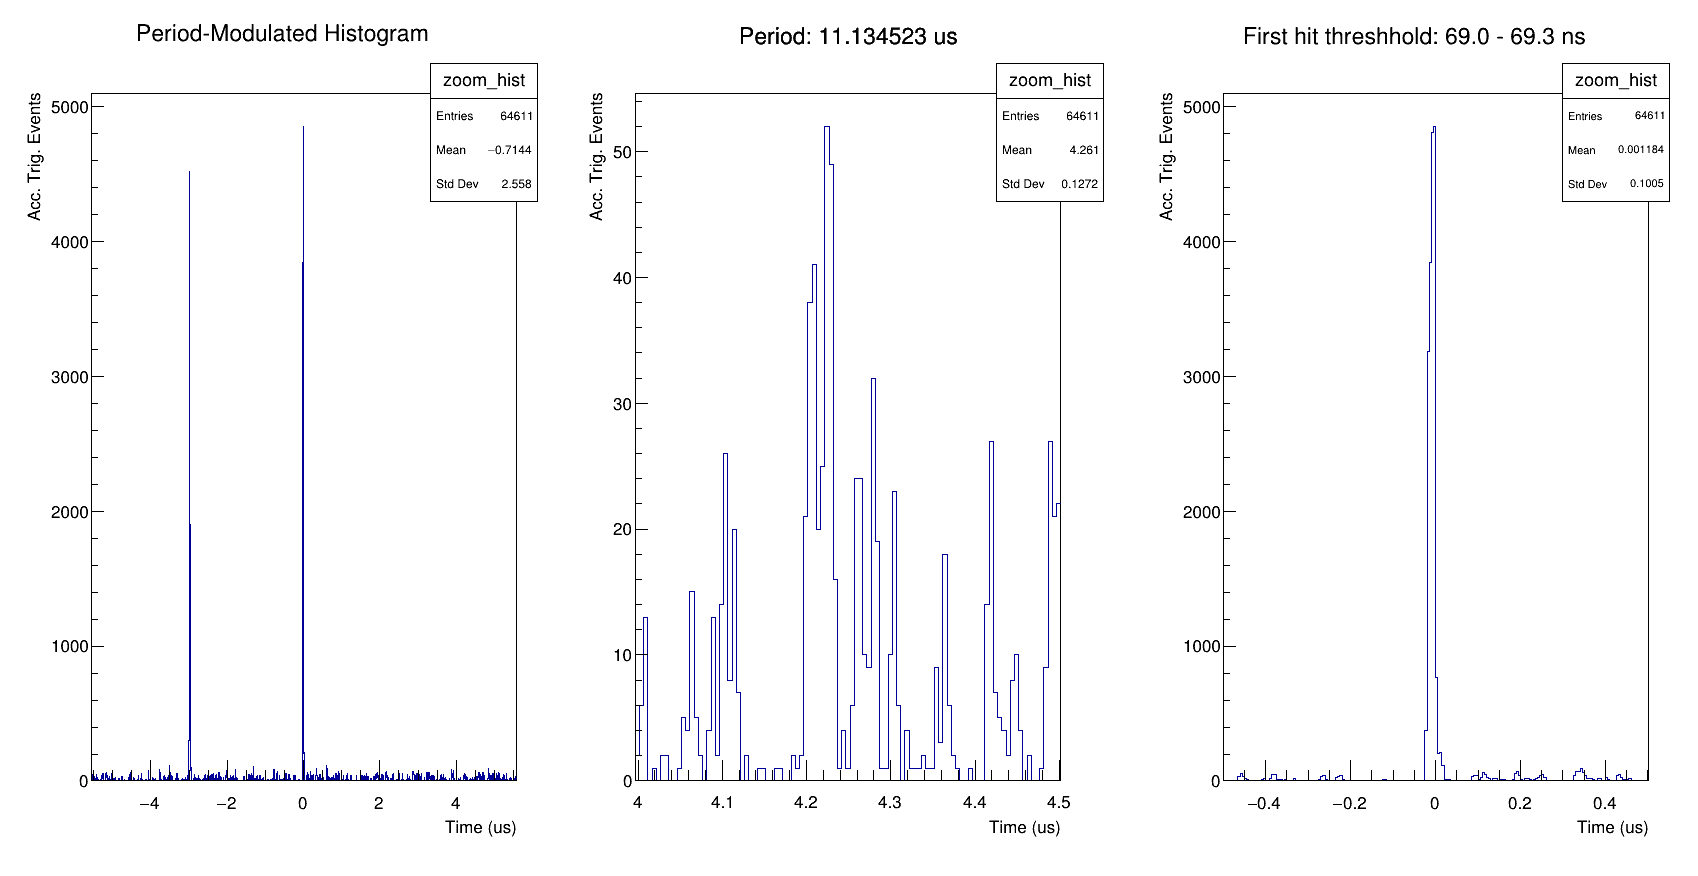 Period-Modulated Histogram
Acc. Trig. Events
5000
4000
3000
2000
1000
0
−4 −2 0 2 4
Time (us)
zoom_hist
Entries 64611
Mean −0.7144
Std Dev 2.558
Period: 11.134523 us
Acc. Trig. Events
50
40
30
20
10
0
4 4.1 4.2 4.3 4.4 4.5
Time (us)
zoom_hist
Entries 64611
Mean 4.261
Std Dev 0.1272
First hit threshhold: 69.0 - 69.3 ns
Acc. Trig. Events
5000
4000
3000
2000
1000
0
−0.4 −0.2 0 0.2 0.4
Time (us)
zoom_hist
Entries 64611
Mean 0.001184
Std Dev 0.1005